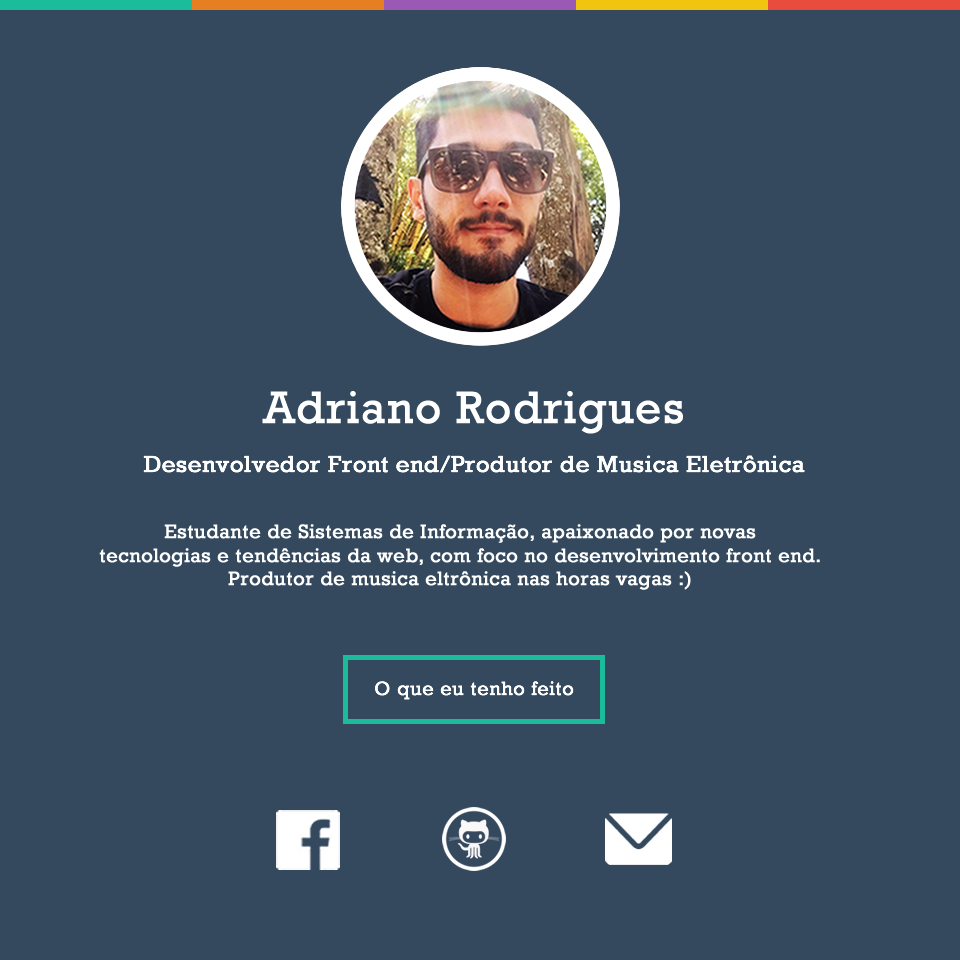 Adriano Rodrigues
Desenvolvedor Front end/Produtor de Musica Eletrônica
Estudante de Sistemas de Informação, apaixonado por novas
tecnologias e tendências da web, com foco no desenvolvimento front end.
Produtor de musica eltrônica nas horas vagas :)
O que eu tenho feito